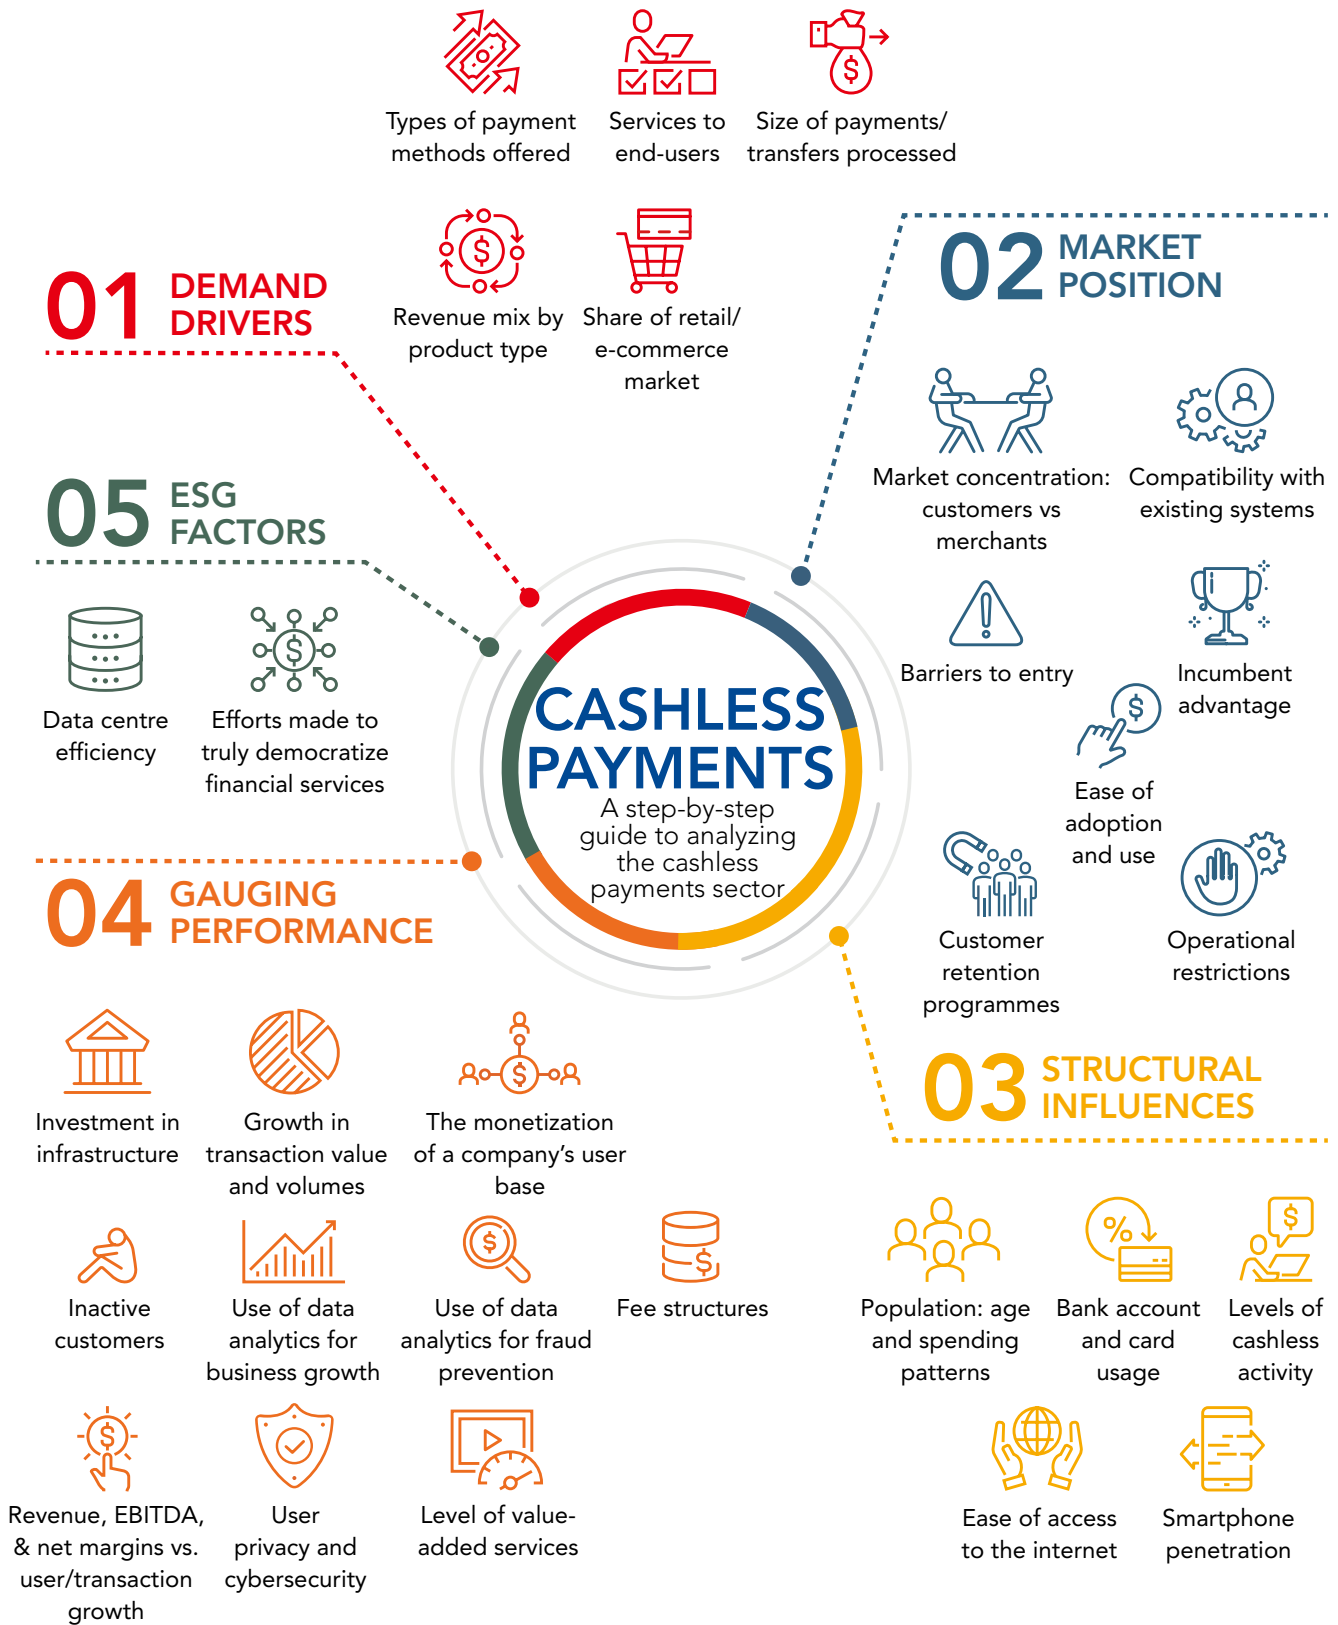 01 DEMAND
DRIVERS
Types of payment
methods offered
Services to
end-users
Size of payments/
transfers processed
$
$
Revenue mix by
product type
Share of retail/
e-commerce
market
02 MARKET
POSITION
Market concentration:
customers vs
merchants
Compatibility with
existing systems
Barriers to entry
Incumbent
advantage
$
Ease of
adoption
and use
Customer
retention
programmes
Operational
restrictions
05 ESG
FACTORS
Data centre
efficiency
$
Efforts made to
truly democratize
financial services
CASHLESS
PAYMENTS
A step-by-step
guide to analyzing
the cashless
payments sector
04 GAUGING
PERFORMANCE
Investment in
infrastructure
Growth in
transaction value
and volumes
$
The monetization
of a company’s user
base
Inactive
customers
Use of data
analytics for
business growth
$
Use of data
analytics for fraud
prevention
$
Fee structures
$
Revenue, EBITDA,
& net margins vs.
user/transaction
growth
User
privacy and
cybersecurity
Level of value-
added services
03 STRUCTURAL
INFLUENCES
Population: age
and spending
patterns
%
Bank account
and card
usage
$
Levels of
cashless
activity
Ease of access
to the internet
Smartphone
penetration